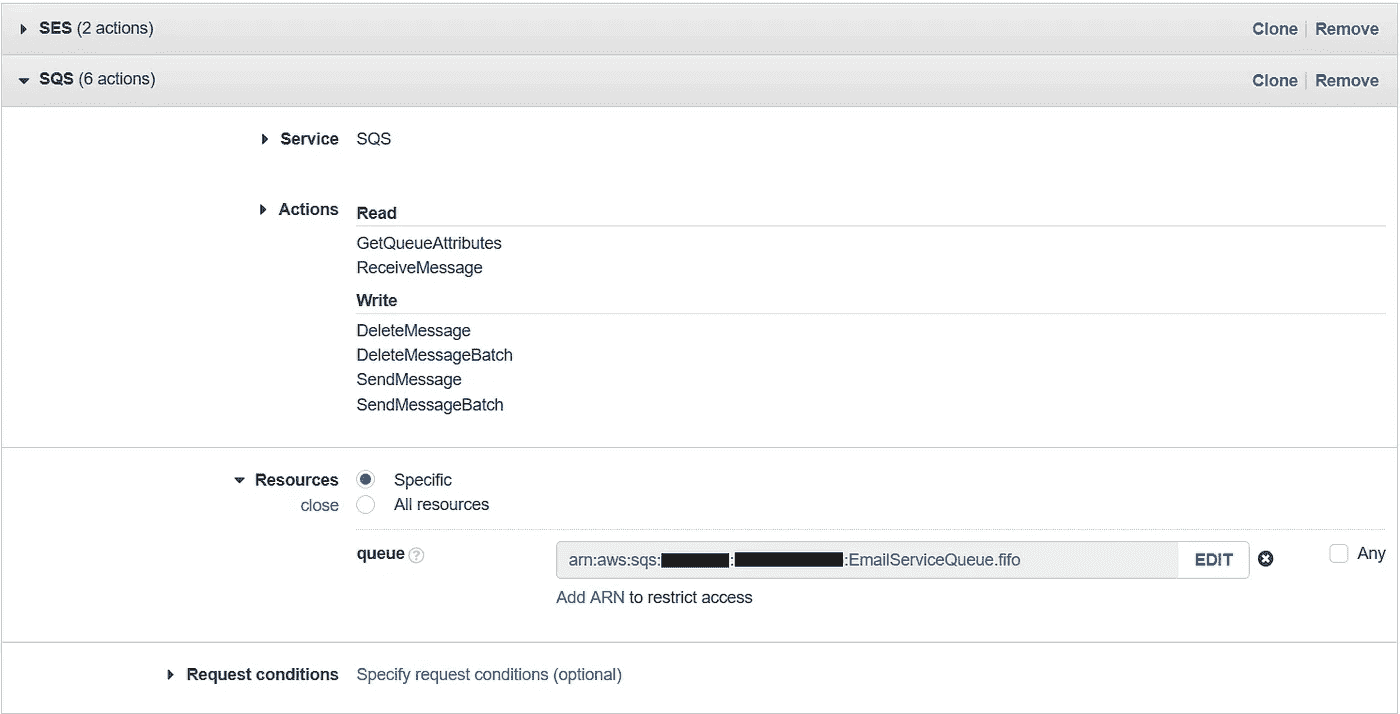 SES (2 actions) Clone | Remove
SQS (6 actions) Clone | Remove
Service SQS
Actions Read
GetQueueAttributes
ReceiveMessage
Write
DeleteMessage
DeleteMessageBatch
SendMessage
SendMessageBatch
Resources Specific
close All resources
queue ? arn:aws:sqs: : :EmailServiceQueue.fifo EDIT Any
Add ARN to restrict access
Request conditions Specify request conditions (optional)